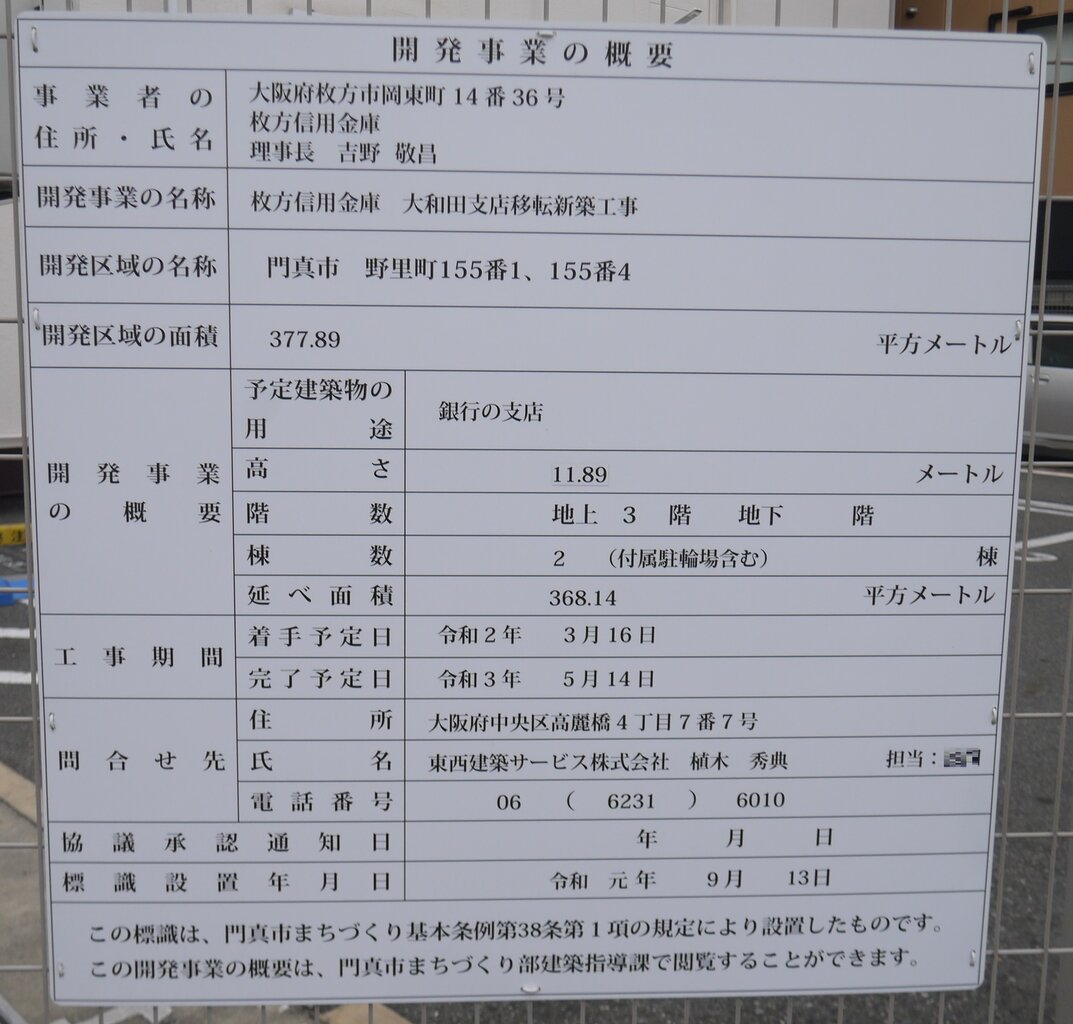 開発事業の概要
事業者の
住所・氏名
大阪府枚方市岡東町14番36号
枚方信用金庫
理事長 吉野 敬昌
開発事業の名称
枚方信用金庫 大和田支店移転新築工事
開発区域の名称
門真市 野里町155番1、155番4
開発区域の面積
377.89 平方メートル
開発事業
の概要
予定建築物の
用途
銀行の支店
高さ
11.89 メートル
階数
地上 3 階 地下 階
棟数
2 (付属駐輪場含む) 棟
延べ面積
368.14 平方メートル
工事期間
着手予定日
令和2年 3月16日
完了予定日
令和3年 5月14日
問合せ先
住所
大阪府中央区高麗橋4丁目7番7号
氏名
東西建築サービス株式会社 植木 秀典 担当:
電話番号
06 ( 6231 ) 6010
協議承認通知日
年 月 日
標識設置年月日
令和 元年 9月 13日
この標識は、門真市まちづくり基本条例第38条第1項の規定により設置したものです。
この開発事業の概要は、門真市まちづくり部建築指導課で閲覧することができます。